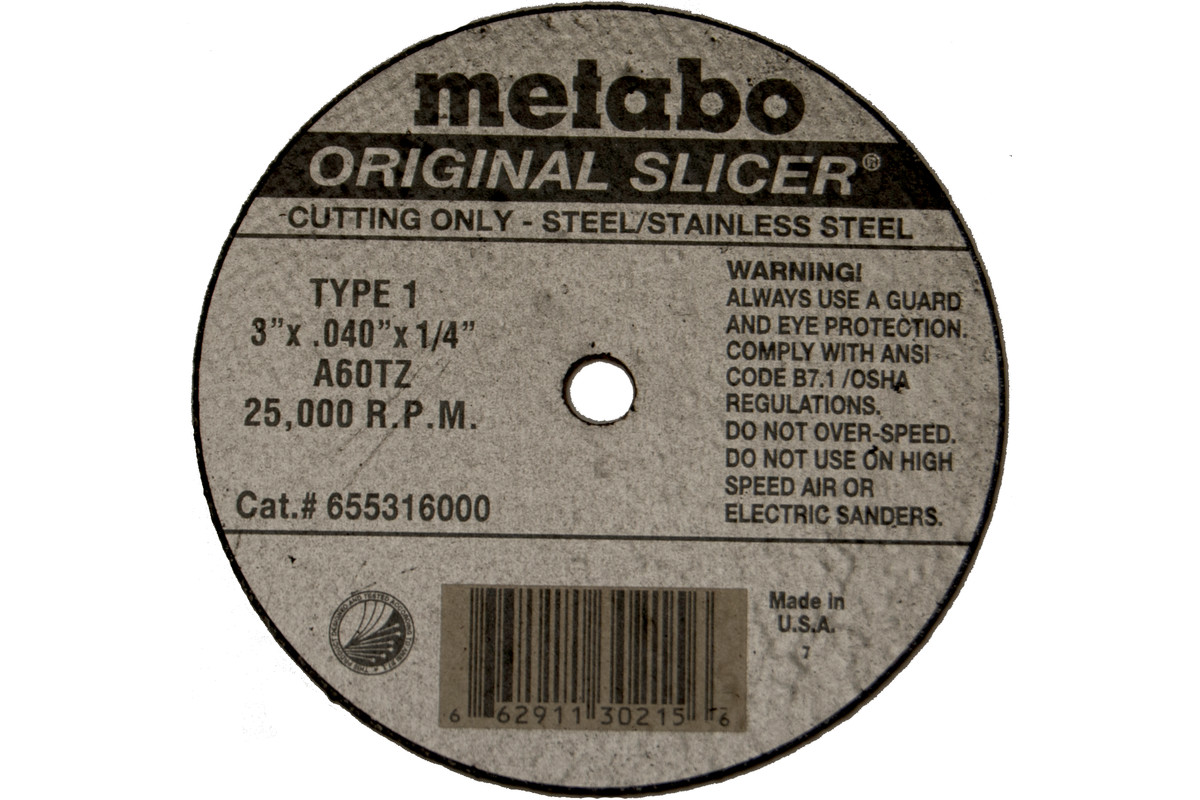 metabo
ORIGINAL SLICER®
CUTTING ONLY - STEEL/STAINLESS STEEL
TYPE 1
3”x .040”x 1/4”
A60TZ
25,000 R.P.M.
Cat.# 655316000
WARNING!
ALWAYS USE A GUARD
AND EYE PROTECTION.
COMPLY WITH ANSI
CODE B7.1 /OSHA
REGULATIONS.
DO NOT OVER-SPEED.
DO NOT USE ON HIGH
SPEED AIR OR
ELECTRIC SANDERS.
6 62911 30215 6
Made in
U.S.A.
7